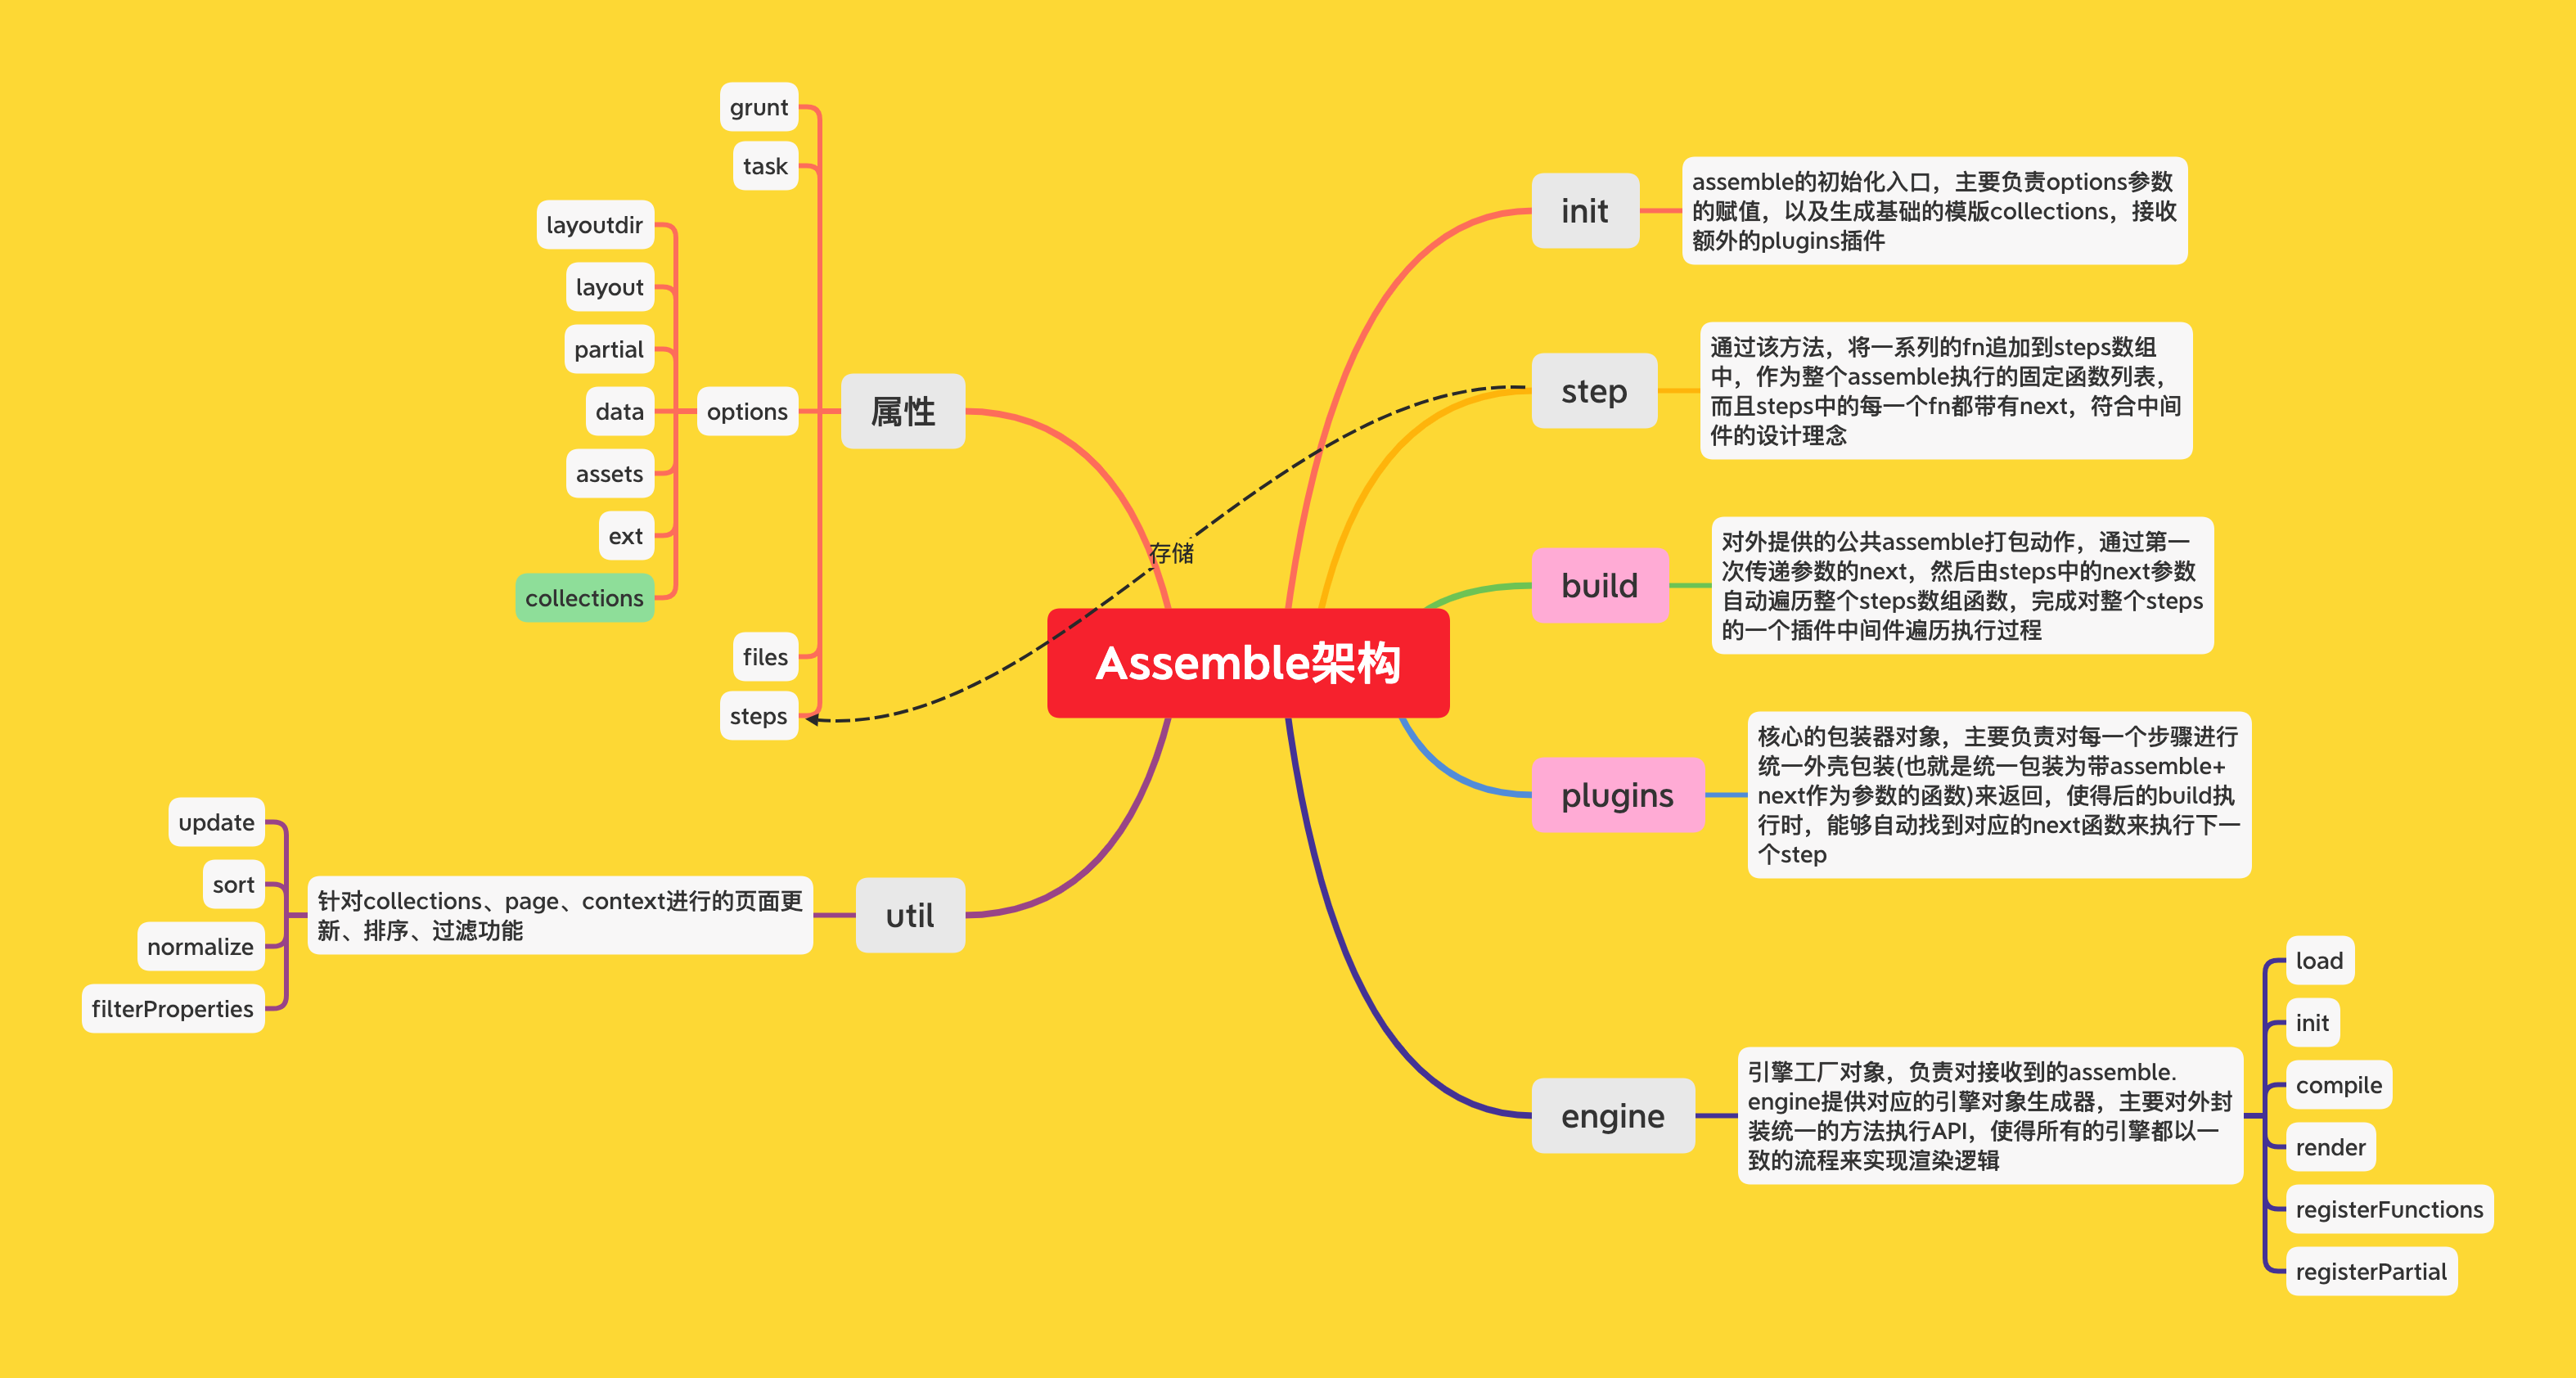 Assemble架构
init
assemble的初始化入口，主要负责options参数
的赋值，以及生成基础的模版collections，接收
额外的plugins插件
step
通过该方法，将一系列的fn追加到steps数组
中，作为整个assemble执行的固定函数列表，
而且steps中的每一个fn都带有next，符合中间
件的设计理念
build
对外提供的公共assemble打包动作，通过第一
次传递参数的next，然后由steps中的next参数
自动遍历整个steps数组函数，完成对整个steps
的一个插件中间件遍历执行过程
plugins
核心的包装器对象，主要负责对每一个步骤进行
统一外壳包装(也就是统一包装为带assemble+
next作为参数的函数)来返回，使得后的build执
行时，能够自动找到对应的next函数来执行下一
个step
engine
引擎工厂对象，负责对接收到的assemble.
engine提供对应的引擎对象生成器，主要对外封
装统一的方法执行API，使得所有的引擎都以一
致的流程来实现渲染逻辑
load
init
compile
render
registerFunctions
registerPartial
属性
grunt
task
options
layoutdir
layout
partial
data
assets
ext
collections
files
steps
存储
util
针对collections、page、context进行的页面更
新、排序、过滤功能
update
sort
normalize
filterProperties